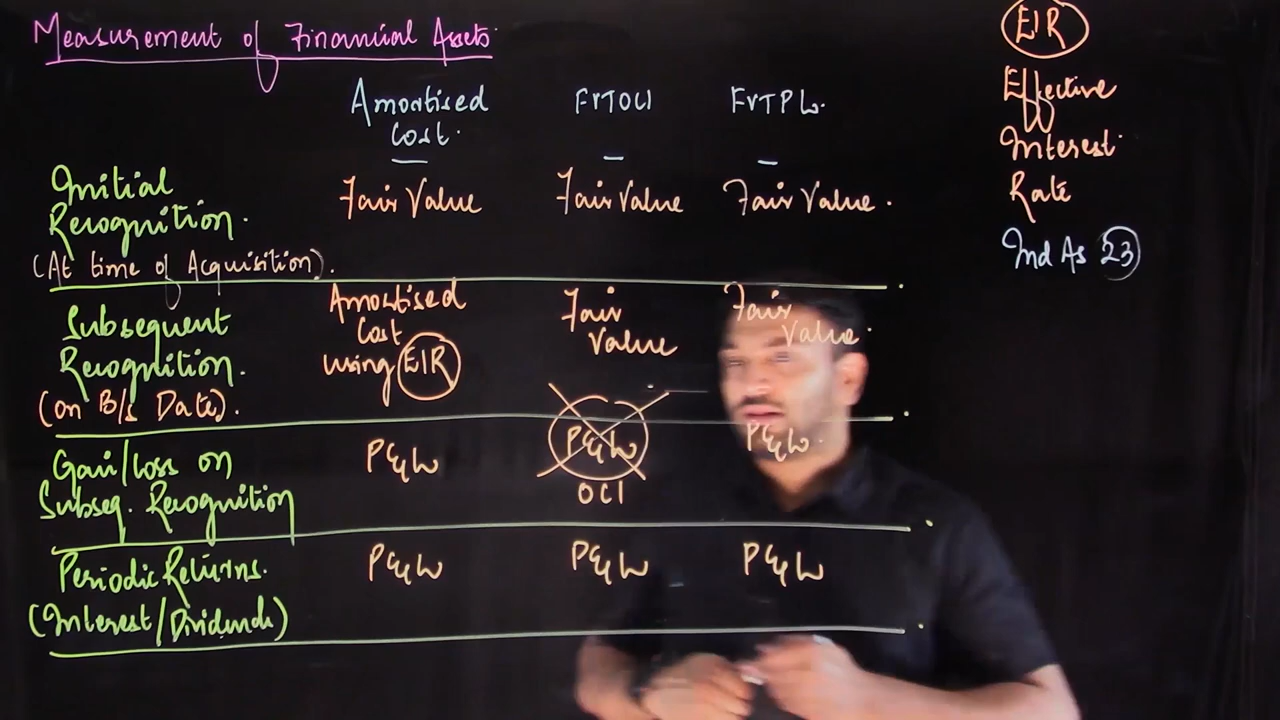 Measurement of Financial Assets
Amortised Cost. FVTOCI FVTPL.
Initial Recognition. Fair Value Fair Value Fair Value.
(At time of Acquisition).
Subsequent Recognition. Amortised Cost using EIR Fair Value Fair Value.
(on B/s Date).
Gain/Loss on Subseq. Recognition P&L P&L OCI P&L.
Periodic Returns. P&L P&L P&L
(Interest/Dividends)
EIR
Effective
Interest
Rate
Ind As 23